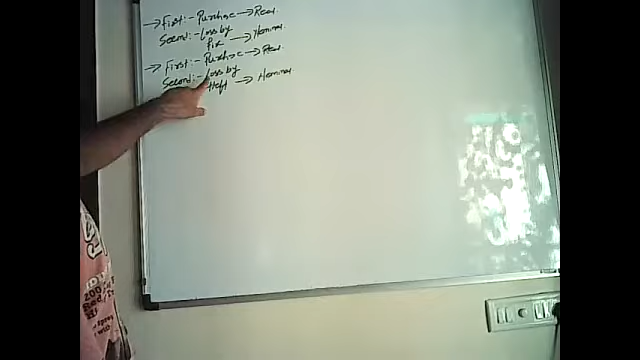 → First:- Purchase → Real
Second:- Loss by
Fire → Nominal
→ First:- Purchase → Real
Second:- Loss by
theft → Nominal